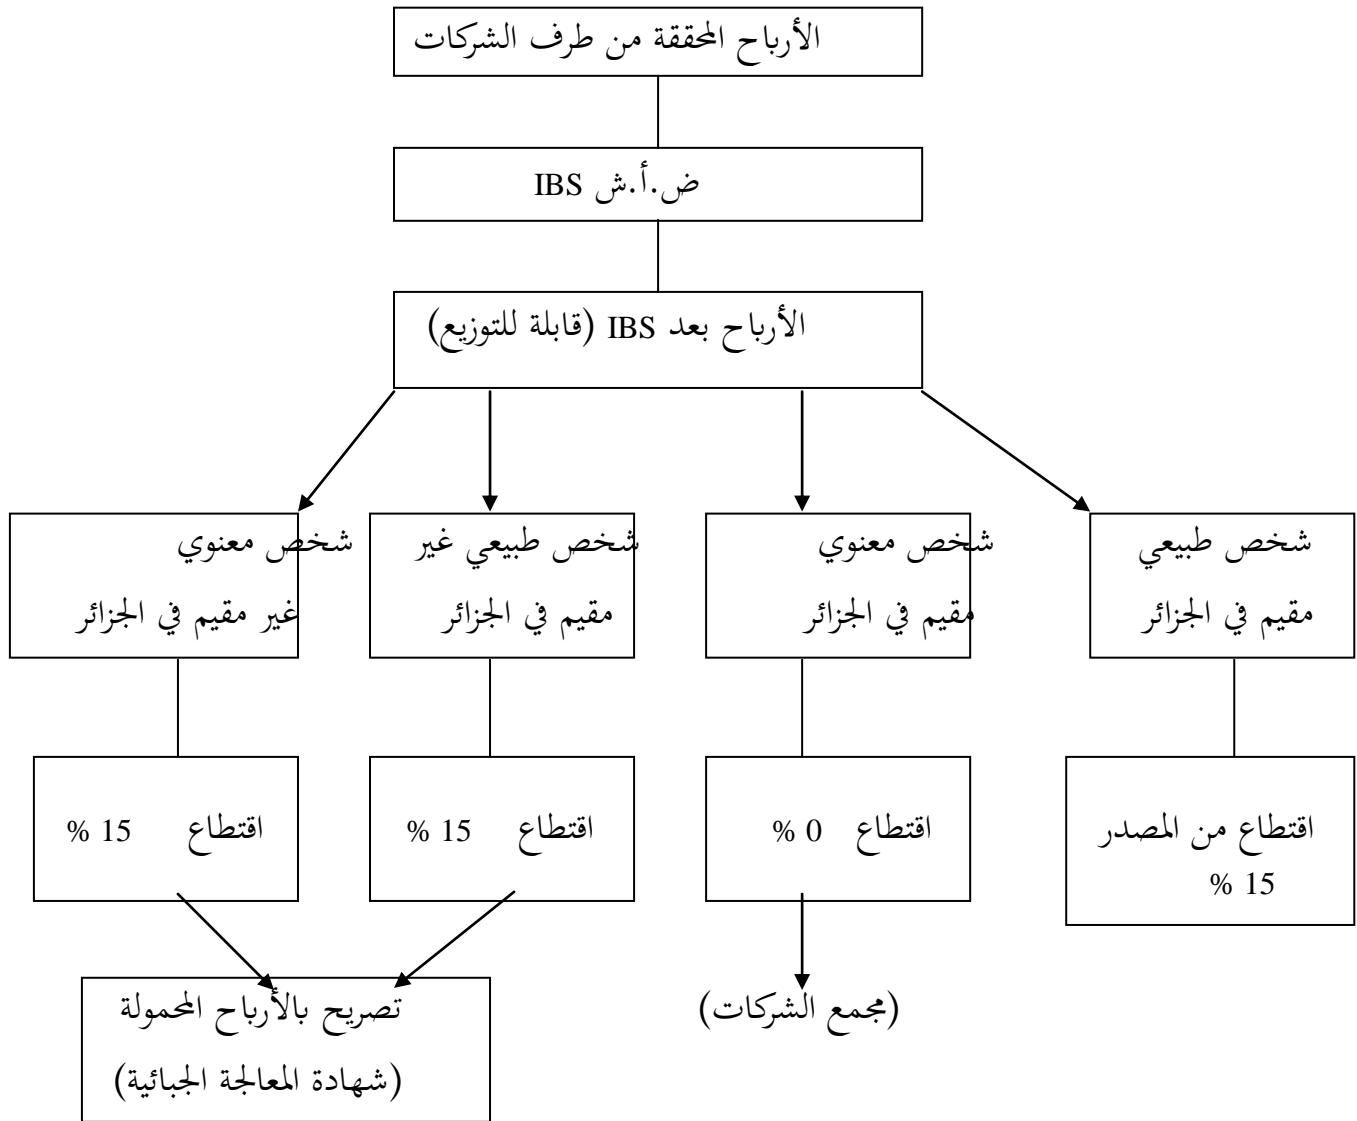 الأرباح المحققة من طرف الشركات
ض.أ.ش IBS
الأرباح بعد IBS (قابلة للتوزيع)
شخص طبيعي
مقيم في الجزائر
شخص معنوي
مقيم في الجزائر
شخص طبيعي غير
مقيم في الجزائر
شخص معنوي
غير مقيم في الجزائر
اقتطاع من المصدر
15 %
اقتطاع 0 %
اقتطاع 15 %
اقتطاع 15 %
(مجمع الشركات)
تصريح بالأرباح المحمولة
(شهادة المعالجة الجبائية)